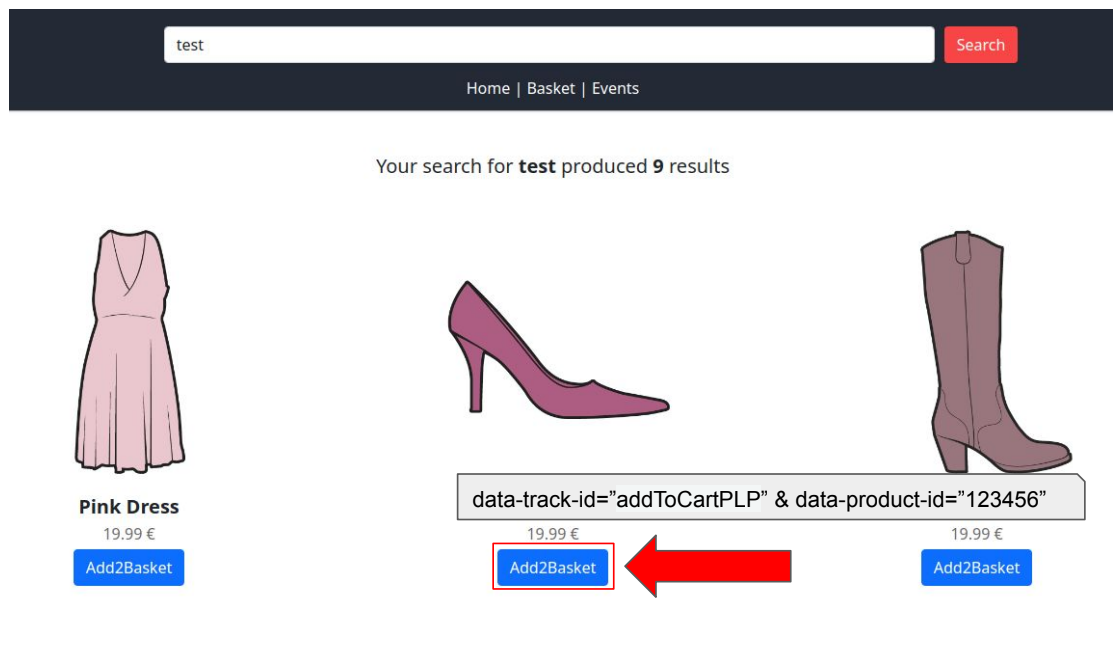 test
Search
Home | Basket | Events
Your search for test produced 9 results
data-track-id=”addToCartPLP” & data-product-id=”123456”
Pink Dress
19.99 €
19.99 €
19.99 €
Add2Basket
Add2Basket
Add2Basket